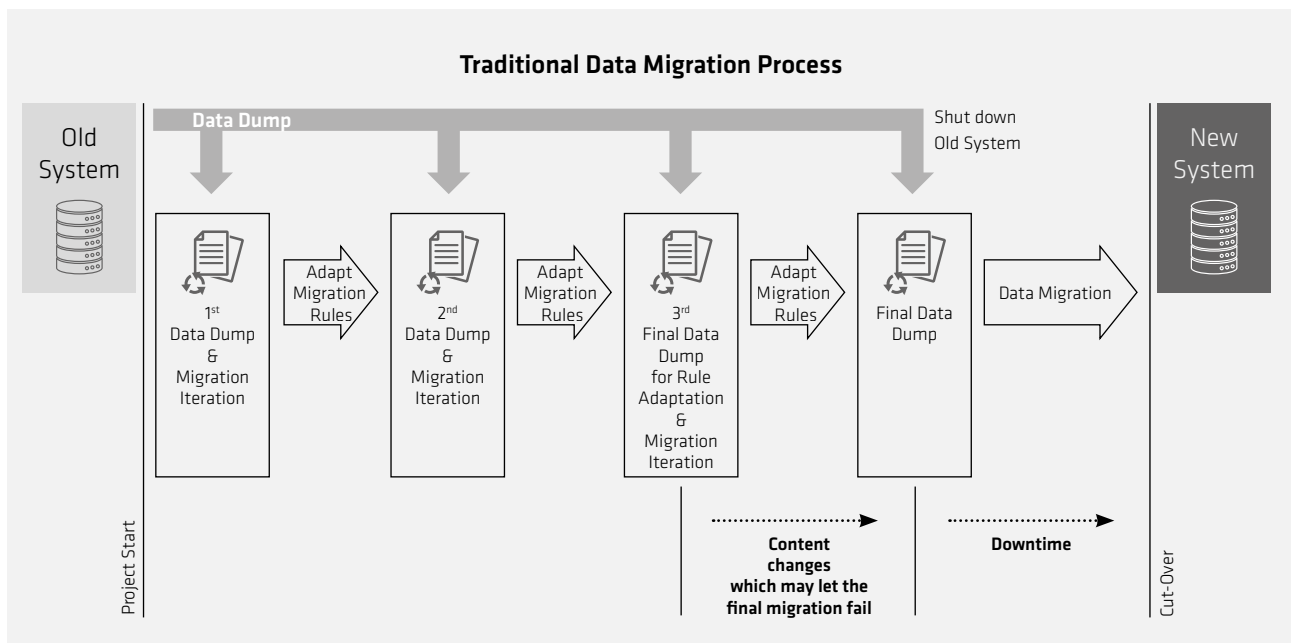 Traditional Data Migration Process
Old
System
Data Dump
Shut down
Old System
New
System
1st
Data Dump
&
Migration
Iteration
Adapt
Migration
Rules
2nd
Data Dump
&
Migration
Iteration
Adapt
Migration
Rules
3rd
Final Data
Dump
for Rule
Adaptation
&
Migration
Iteration
Adapt
Migration
Rules
Final Data
Dump
Data Migration
Project Start
Content
changes
which may let the
final migration fail
Downtime
Cut-Over